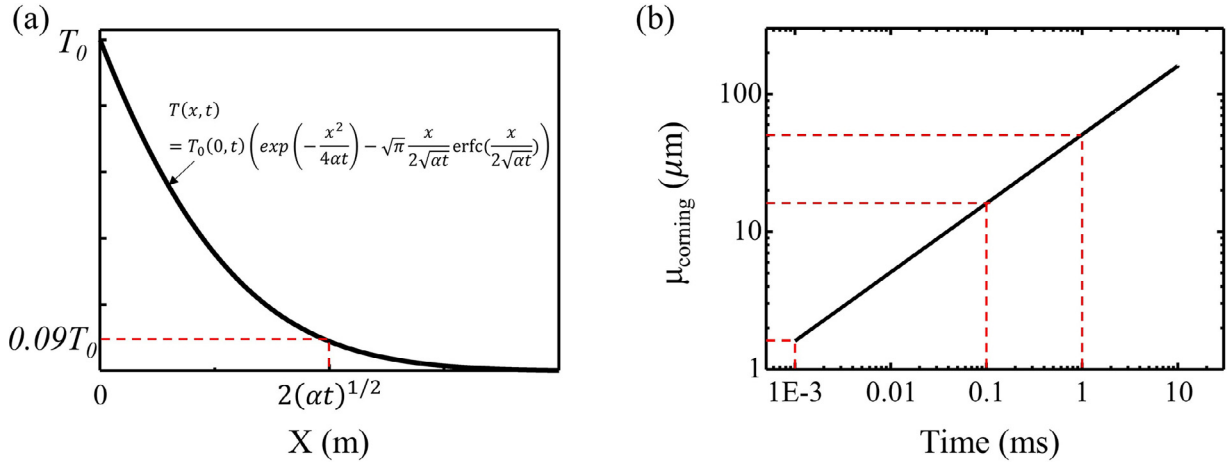 (a)
T₀
T(x, t)
= T₀(0, t) (exp (− x²/4αt) − √π x/2√αt erfc(x/2√αt))
0.09T₀
0
2(αt)^1/2
X (m)
(b)
μcorning (μm)
100
10
1
1E-3
0.01
0.1
1
10
Time (ms)